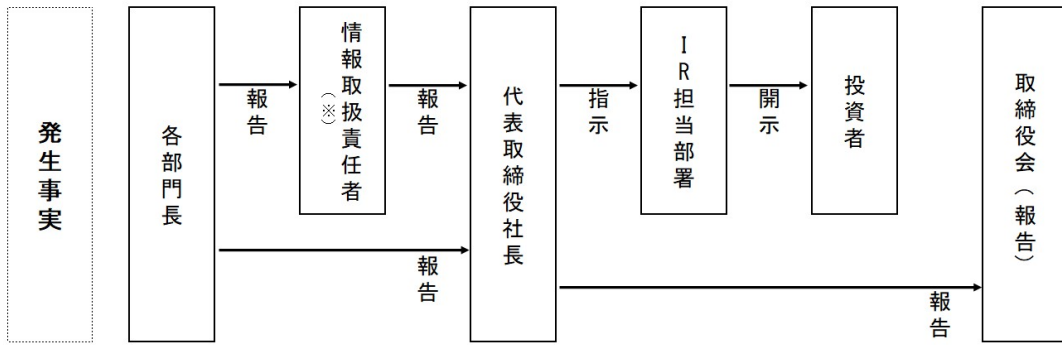 発生事実
各部門長
報告
情報取扱責任者
（※）
報告
代表取締役社長
指示
ＩＲ担当部署
開示
投資者
取締役会（報告）
報告
報告